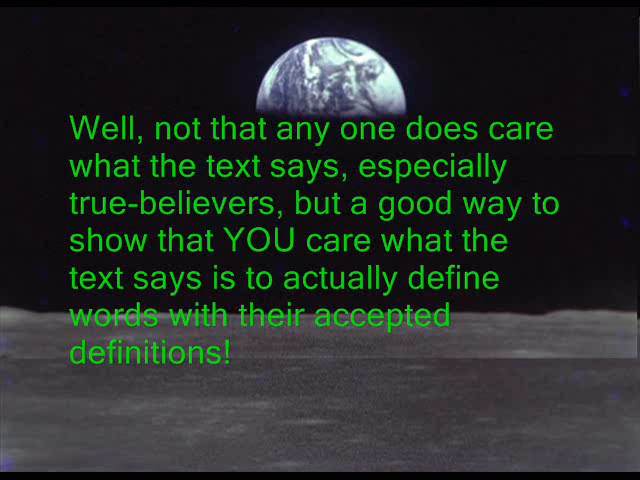 Well, not that any one does care
what the text says, especially
true-believers, but a good way to
show that YOU care what the
text says is to actually define
words with their accepted
definitions!